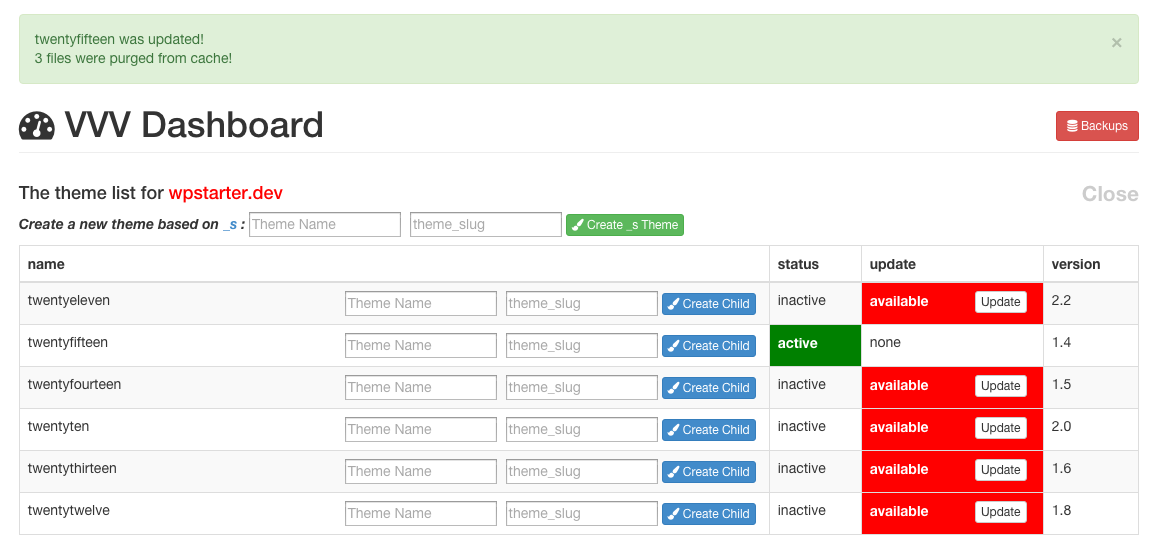 twentyfifteen was updated!
3 files were purged from cache!
×
VVV Dashboard
Backups
The theme list for wpstarter.dev
Close
Create a new theme based on _s : Theme Name theme_slug Create _s Theme
name status update version
twentyeleven Theme Name theme_slug Create Child inactive available Update 2.2
twentyfifteen Theme Name theme_slug Create Child active none 1.4
twentyfourteen Theme Name theme_slug Create Child inactive available Update 1.5
twentyten Theme Name theme_slug Create Child inactive available Update 2.0
twentythirteen Theme Name theme_slug Create Child inactive available Update 1.6
twentytwelve Theme Name theme_slug Create Child inactive available Update 1.8